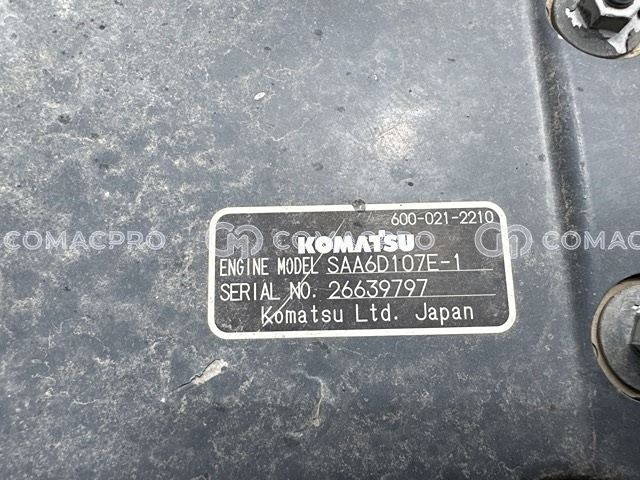 600-021-2210
KOMATSU
ENGINE MODEL SAA6D107E-1
SERIAL NO. 26639797
Komatsu Ltd. Japan
COMACPRO COMACPRO COMACPRO